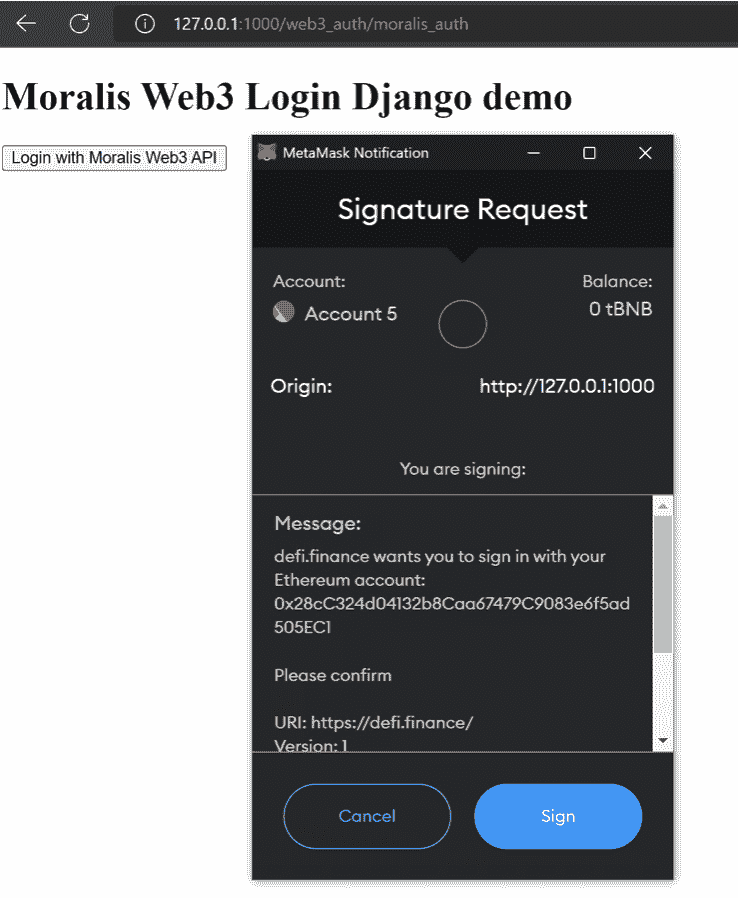 127.0.0.1:1000/web3_auth/moralis_auth
Moralis Web3 Login Django demo
Login with Moralis Web3 API
MetaMask Notification
Signature Request
Account:
Balance:
Account 5
0 tBNB
Origin:
http://127.0.0.1:1000
You are signing:
Message:
defi.finance wants you to sign in with your
Ethereum account:
0x28cC324d04132b8Caa67479C9083e6f5ad
505EC1
Please confirm
URI: https://defi.finance/
Version: 1
Cancel
Sign